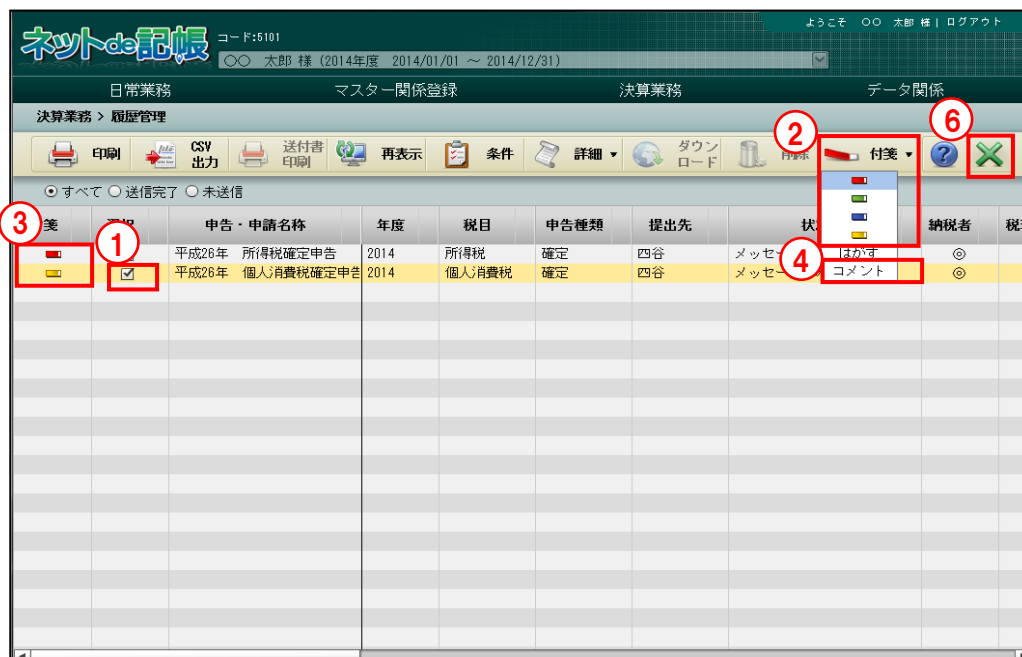 ようこそ 〇〇 太郎 様 | ログアウト
ネットde記帳 コード:5101
〇〇 太郎 様 (2014年度 2014/01/01 ～ 2014/12/31)
日常業務 マスター関係登録 決算業務 データ関係
決算業務 > 履歴管理
② ⑥
印刷 CSV出力 送付書印刷 再表示 条件 詳細 ▼ ダウンロード 削除 付箋 ▼ ?
すべて 送信完了 未送信
③ 箋 申告・申請名称 年度 税目 申告種類 提出先 状 納税者 税
①
平成26年 所得税確定申告 2014 所得税 確定 四谷 メッセー はがす ◎
平成26年 個人消費税確定申告 2014 個人消費税 確定 四谷 メッセー ④ コメント ◎